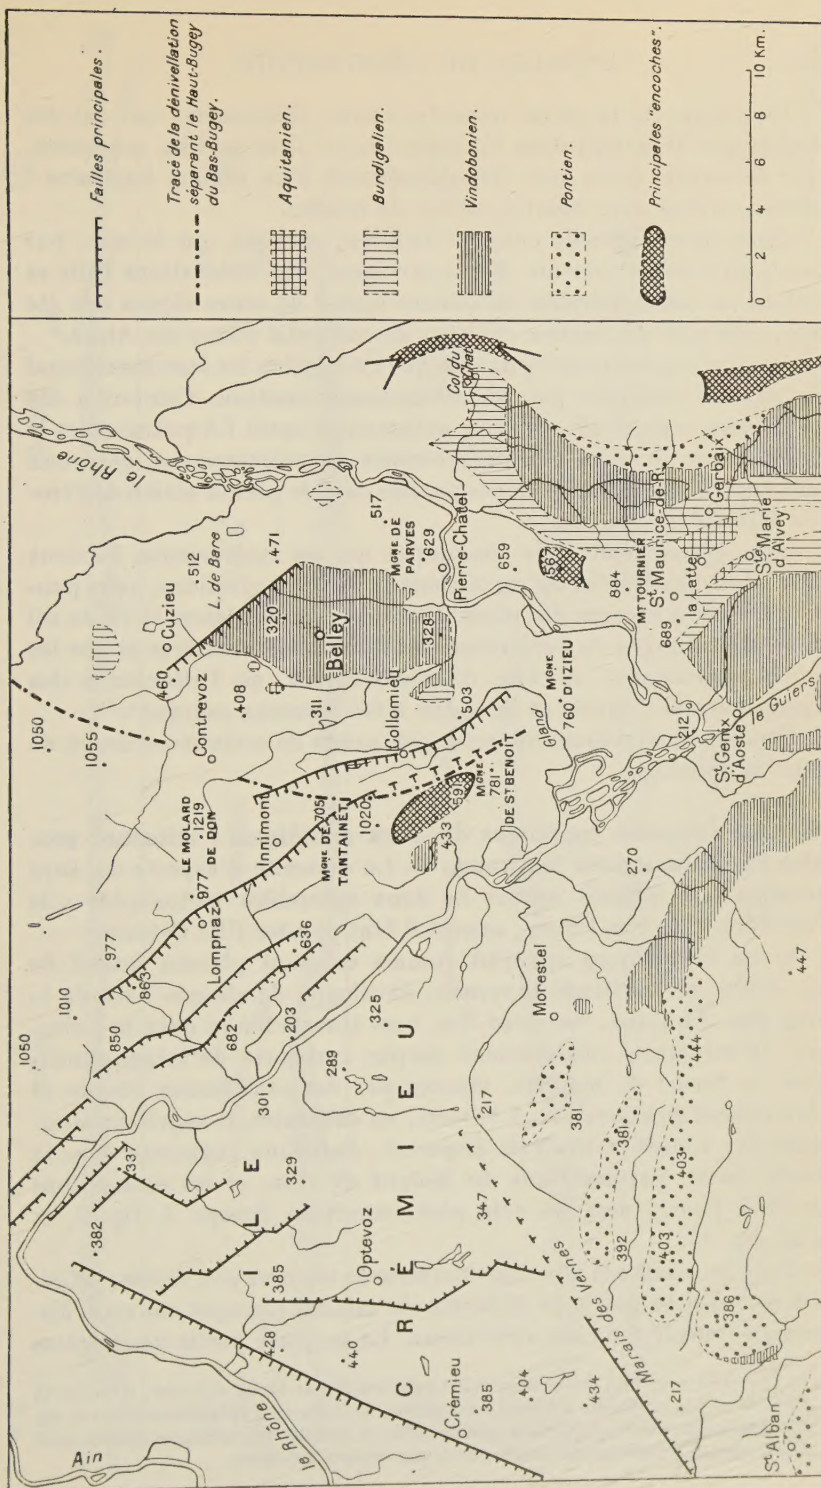 Failles principales.
Tracé de la dénivellation
séparant le Haut-Bugey
du Bas-Bugey.
Aquitanien.
Burdigalien.
Vindobonien.
Pontien.
Principales "encoches".
0 2 4 6 8 10 Km.
Ain
le Rhône
382
337
1050
1010
977
863
850
LE MOLARD
1219
DE DON
977
Lompnaz
Innimont
1050
1055
Cuzieu
460
Contrevoz
408
512
L. de Bare
471
le Rhône
320
Belley
311
517
Mgne DE
PARVES
629
Pierre-Chatel
328
Collomieu
503
705
Mgne DE
TANTAINET
1020
591
433
Mgne
781
DE St BENOIT
Gland
Mgne
760 D'IZIEU
659
567
Col du
Chat
884
MT TOURNIER
St Maurice-de-R.
Gerbaix
la Latte
689
Ste Marie
d'Alvey
212
St Genix
d'Aoste
le Guiers
682
636
203
301
325
289
329
385
Optevoz
428
440
ILE
CRÉMIEU
Crémieu
385
404
434
347
217
Marais des Vernes
217
Morestel
381
381
392
403
403
444
386
270
447
St Alban